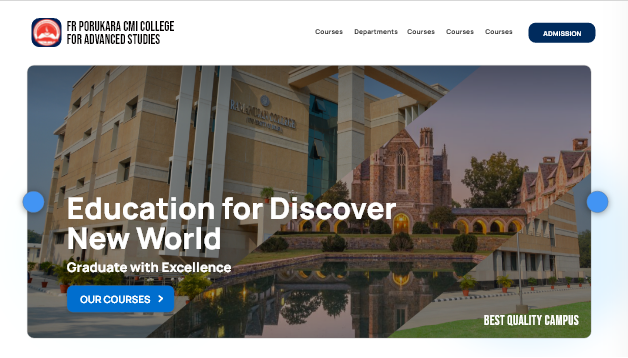 FR PORUKARA CMI COLLEGE
FOR ADVANCED STUDIES
Courses Departments Courses Courses Courses ADMISSION
Education for Discover
New World
Graduate with Excellence
OUR COURSES >
BEST QUALITY CAMPUS